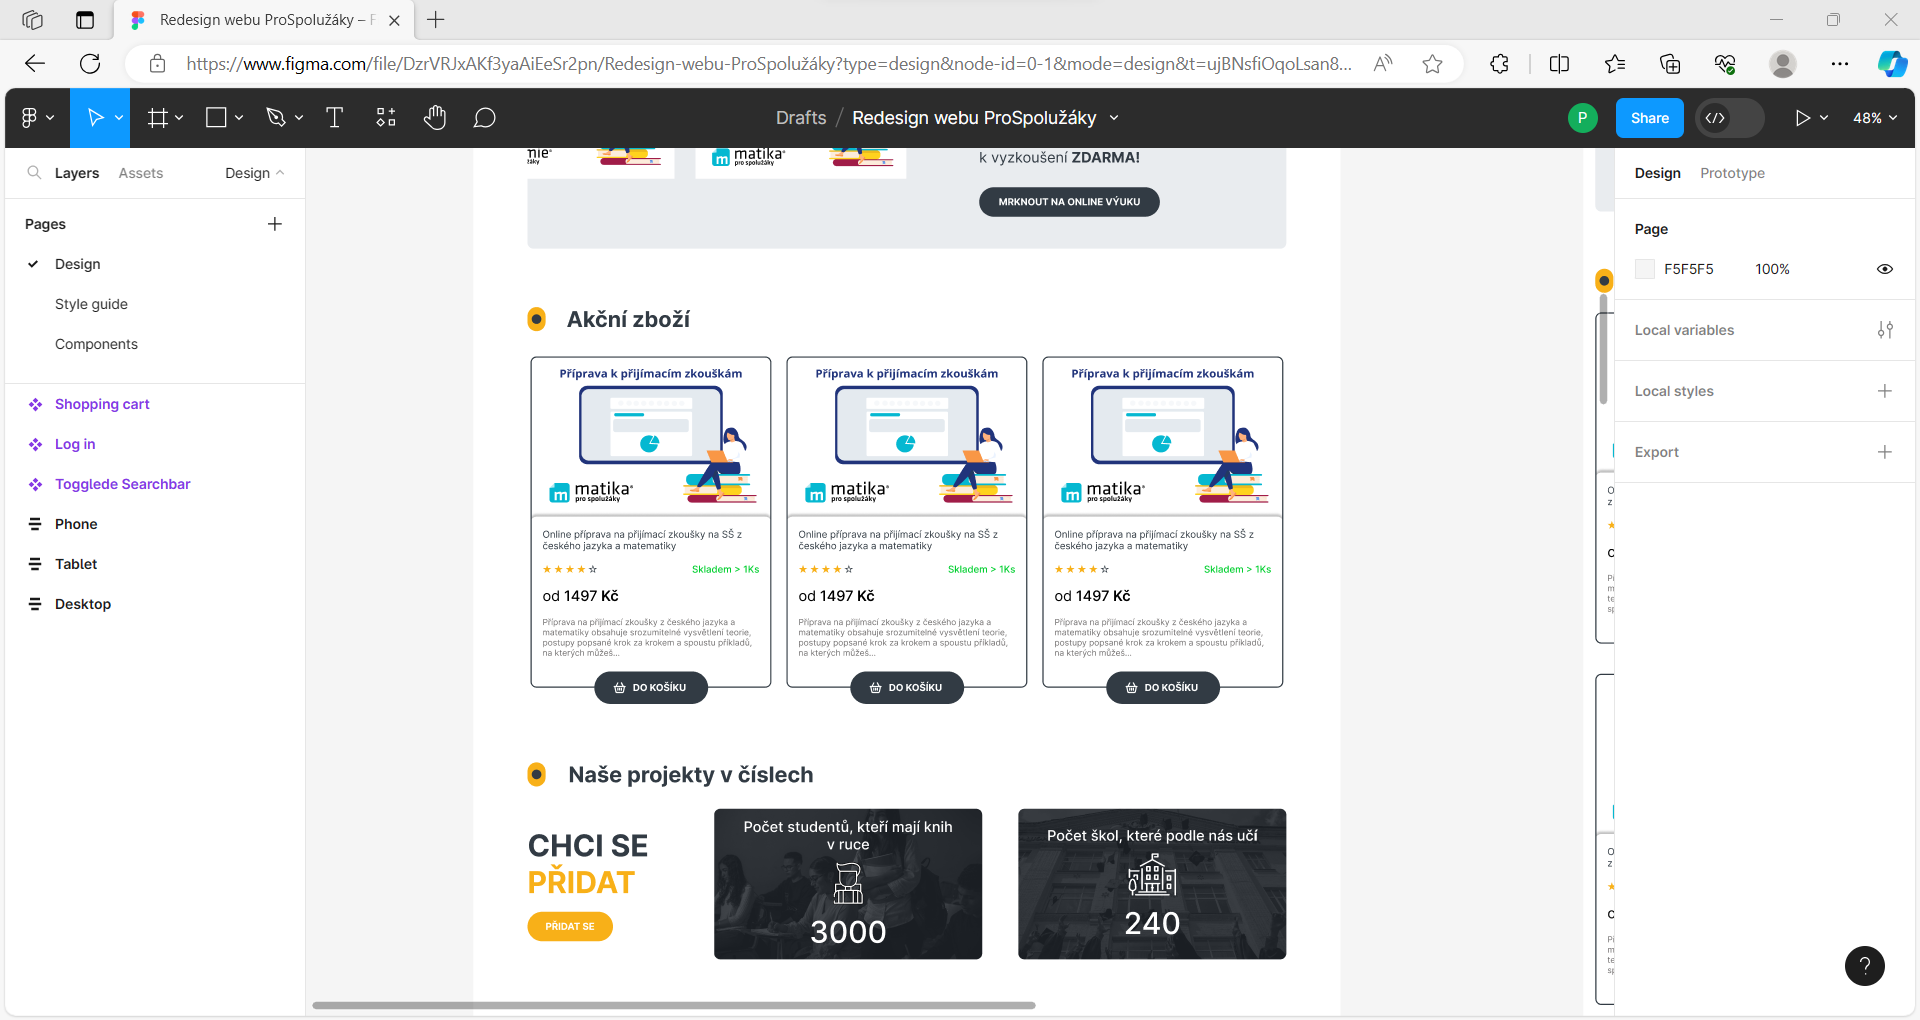 Redesign webu ProSpolužáky – F
https://www.figma.com/file/DzrVRJxAKf3yaAiEeSr2pn/Redesign-webu-ProSpolužáky?type=design&node-id=0-1&mode=design&t=ujBNsfiOqoLsan8...
Drafts / Redesign webu ProSpolužáky
P
Share
48%
Layers
Assets
Design
Pages
Design
Style guide
Components
Shopping cart
Log in
Togglede Searchbar
Phone
Tablet
Desktop
matika
pro spolužáky
k vyzkoušení ZDARMA!
MRKNOUT NA ONLINE VÝUKU
Akční zboží
Příprava k přijímacím zkouškám
m matika
pro spolužáky
Online příprava na přijímací zkoušky na SŠ z
českého jazyka a matematiky
Skladem > 1Ks
od 1497 Kč
Příprava na přijímací zkoušky z českého jazyka a
matematiky obsahuje srozumitelné vysvětlení teorie,
postupy popsané krok za krokem a spoustu příkladů,
na kterých můžeš...
DO KOŠÍKU
Příprava k přijímacím zkouškám
m matika
pro spolužáky
Online příprava na přijímací zkoušky na SŠ z
českého jazyka a matematiky
Skladem > 1Ks
od 1497 Kč
Příprava na přijímací zkoušky z českého jazyka a
matematiky obsahuje srozumitelné vysvětlení teorie,
postupy popsané krok za krokem a spoustu příkladů,
na kterých můžeš...
DO KOŠÍKU
Příprava k přijímacím zkouškám
m matika
pro spolužáky
Online příprava na přijímací zkoušky na SŠ z
českého jazyka a matematiky
Skladem > 1Ks
od 1497 Kč
Příprava na přijímací zkoušky z českého jazyka a
matematiky obsahuje srozumitelné vysvětlení teorie,
postupy popsané krok za krokem a spoustu příkladů,
na kterých můžeš...
DO KOŠÍKU
Naše projekty v číslech
CHCI SE
PŘIDAT
PŘIDAT SE
Počet studentů, kteří mají knih
v ruce
3000
Počet škol, které podle nás učí
240
Design
Prototype
Page
F5F5F5
100%
Local variables
Local styles
Export
?